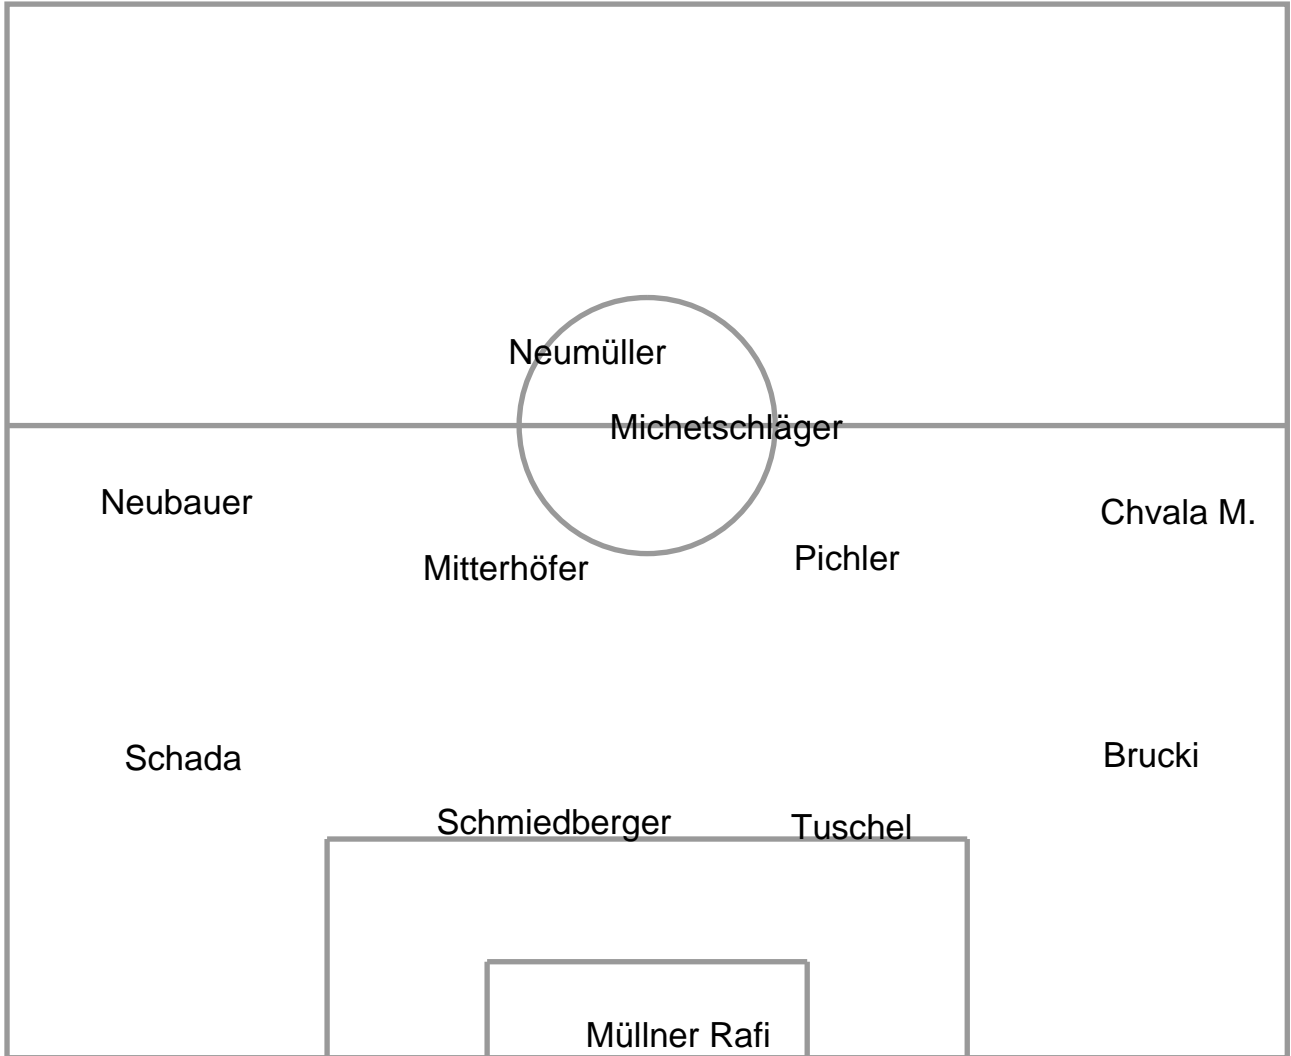 Neumüller
Michetschläger
Neubauer
Chvala M.
Mitterhöfer
Pichler
Schada
Brucki
Schmiedberger
Tuschel
Müllner Rafi